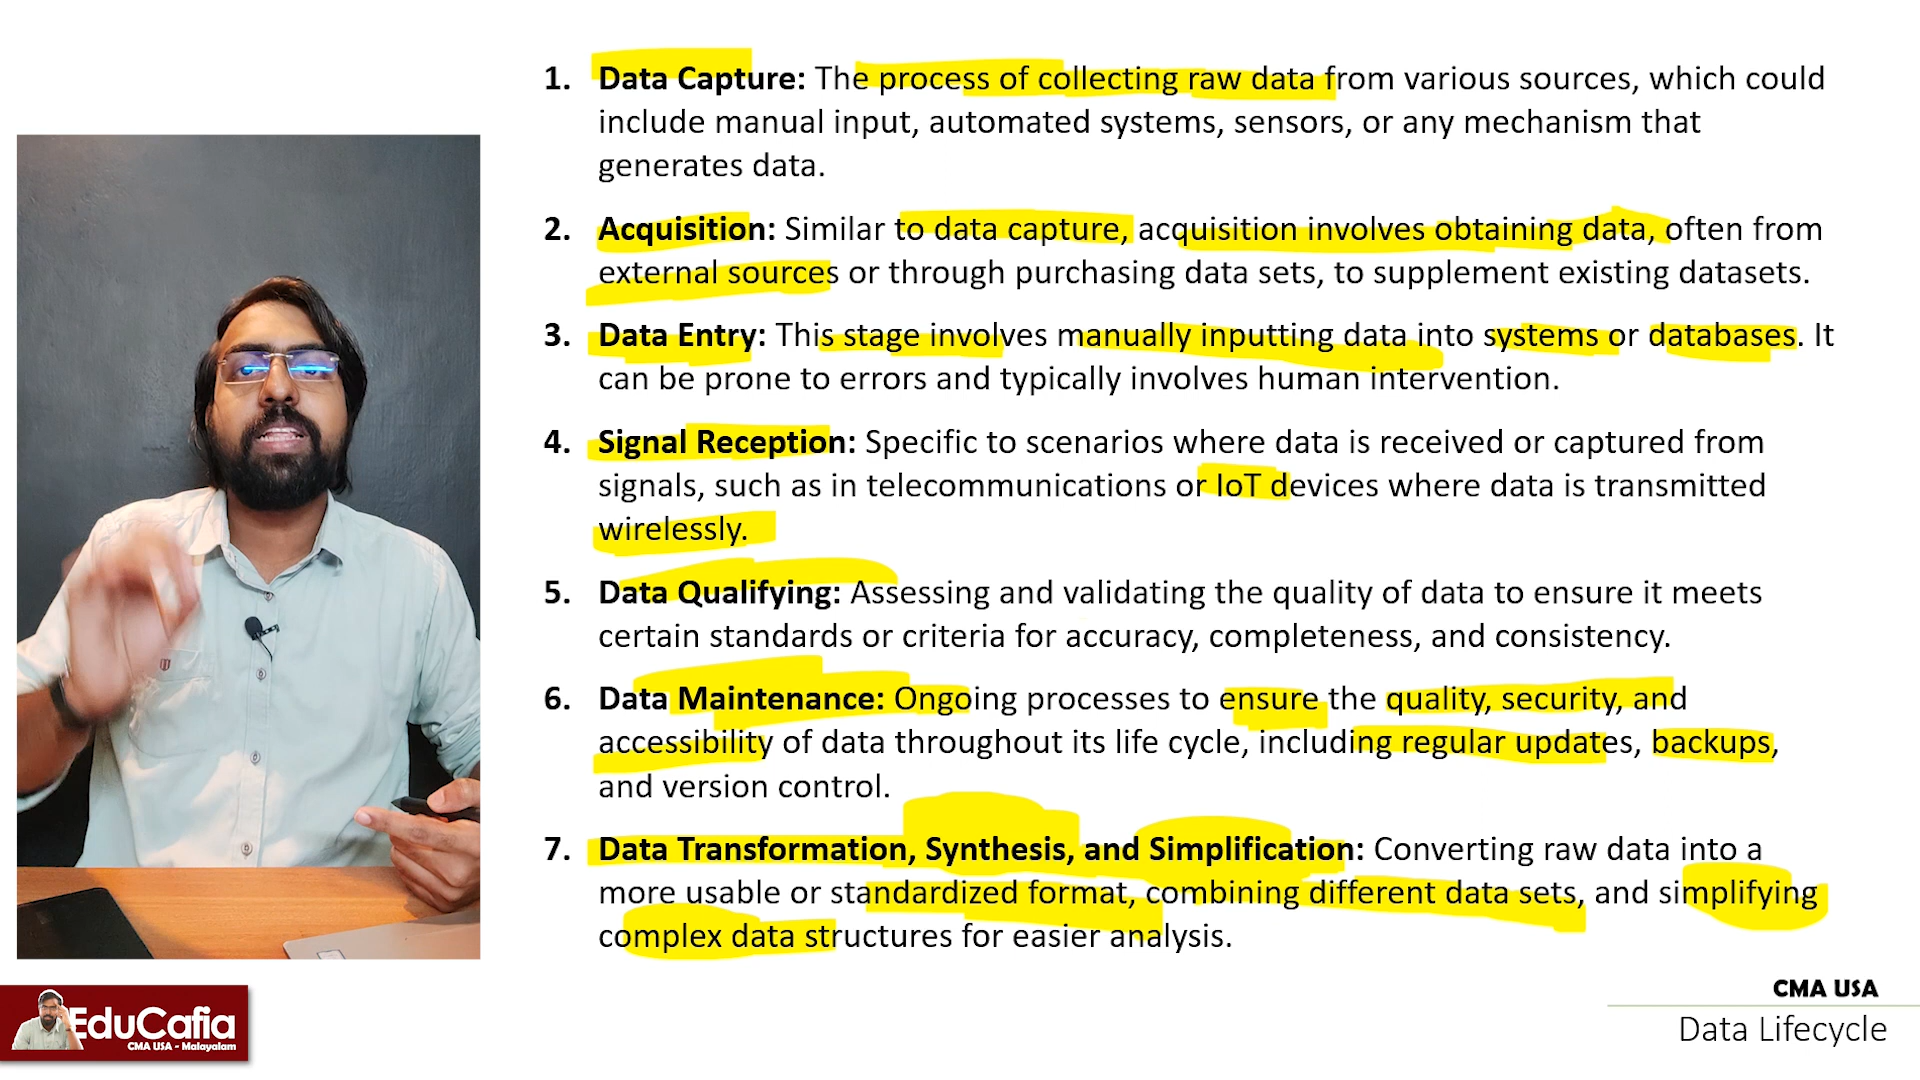 1. Data Capture: The process of collecting raw data from various sources, which could
include manual input, automated systems, sensors, or any mechanism that
generates data.
2. Acquisition: Similar to data capture, acquisition involves obtaining data, often from
external sources or through purchasing data sets, to supplement existing datasets.
3. Data Entry: This stage involves manually inputting data into systems or databases. It
can be prone to errors and typically involves human intervention.
4. Signal Reception: Specific to scenarios where data is received or captured from
signals, such as in telecommunications or IoT devices where data is transmitted
wirelessly.
5. Data Qualifying: Assessing and validating the quality of data to ensure it meets
certain standards or criteria for accuracy, completeness, and consistency.
6. Data Maintenance: Ongoing processes to ensure the quality, security, and
accessibility of data throughout its life cycle, including regular updates, backups,
and version control.
7. Data Transformation, Synthesis, and Simplification: Converting raw data into a
more usable or standardized format, combining different data sets, and simplifying
complex data structures for easier analysis.
EduCafia
CMA USA - Malayalam
CMA USA
Data Lifecycle